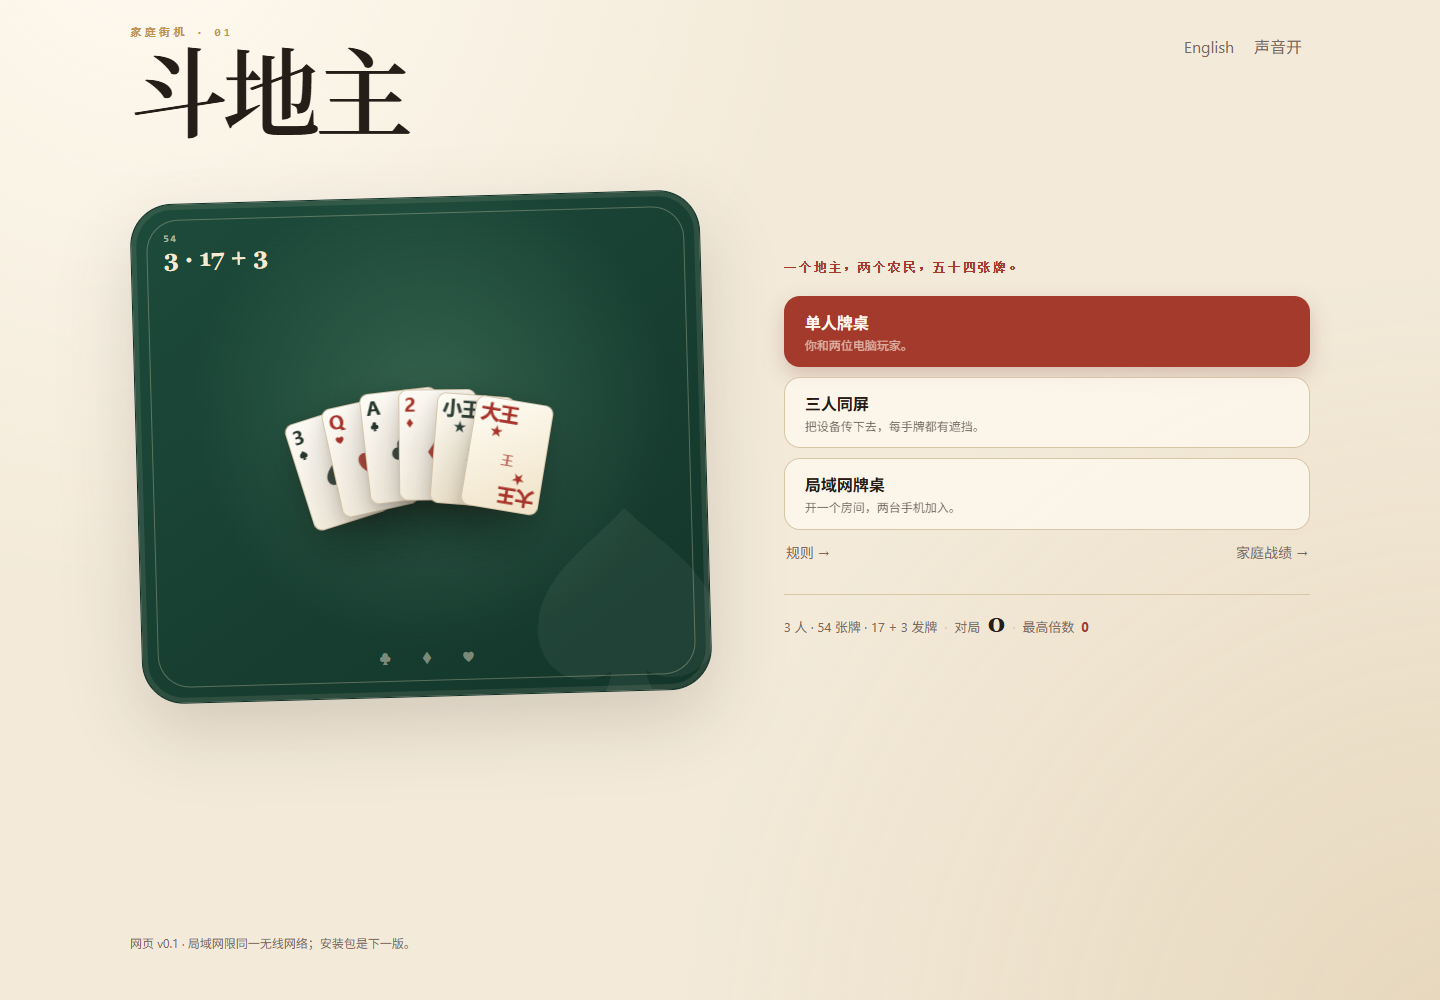 家庭街机 · 01
斗地主
English 声音开
54
3 · 17 + 3
3
Q
A
2
小王
大王
王
大王
一个地主，两个农民，五十四张牌。
单人牌桌
你和两位电脑玩家。
三人同屏
把设备传下去，每手牌都有遮挡。
局域网牌桌
开一个房间，两台手机加入。
规则 → 家庭战绩 →
3 人 · 54 张牌 · 17 + 3 发牌 · 对局 0 · 最高倍数 0
网页 v0.1 · 局域网限同一无线网络；安装包是下一版。